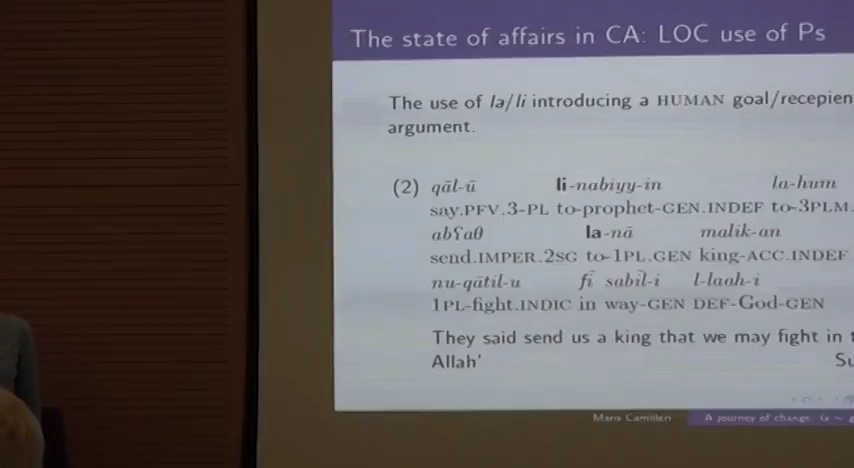 The state of affairs in CA: LOC use of Ps
The use of la/li introducing a HUMAN goal/recepien
argument.
(2) qāl-ū li-nabiyy-in la-hum
say.PFV.3-PL to-prophet-GEN.INDEF to-3PLM.
abʕaθ la-nā malik-an
send.IMPER.2SG to-1PL.GEN king-ACC.INDEF
nu-qātil-u fī sabīl-i l-laah-i
1PL-fight.INDIC in way-GEN DEF-God-GEN
They said send us a king that we may fight in t
Allah' Su
Maris Camilleri A journey of change.